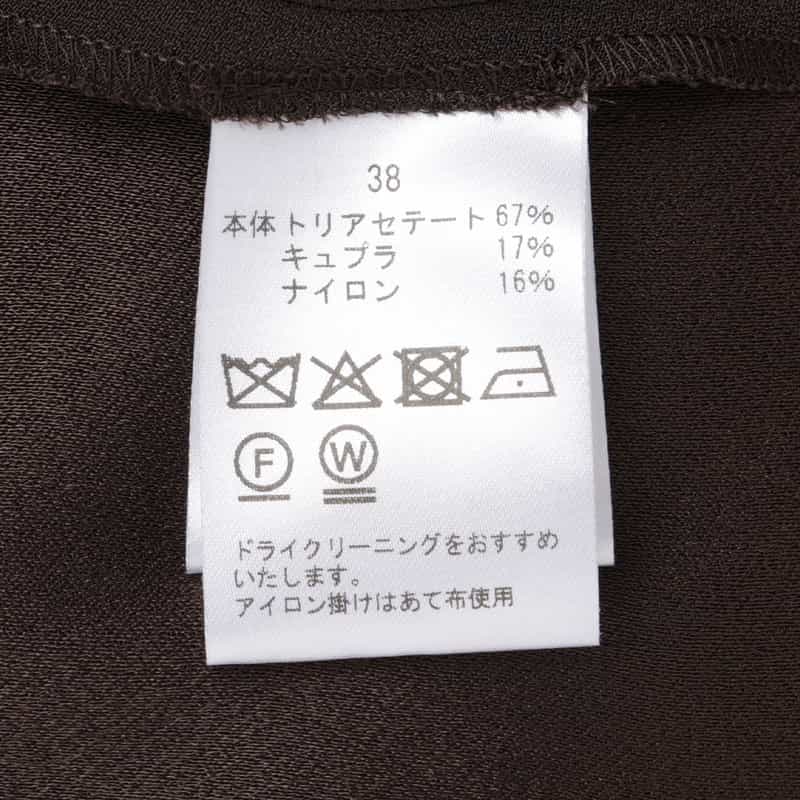 38
本体 トリアセテート 67%
キュプラ 17%
ナイロン 16%
F W
ドライクリーニングをおすすめ
いたします。
アイロン掛けはあて布使用